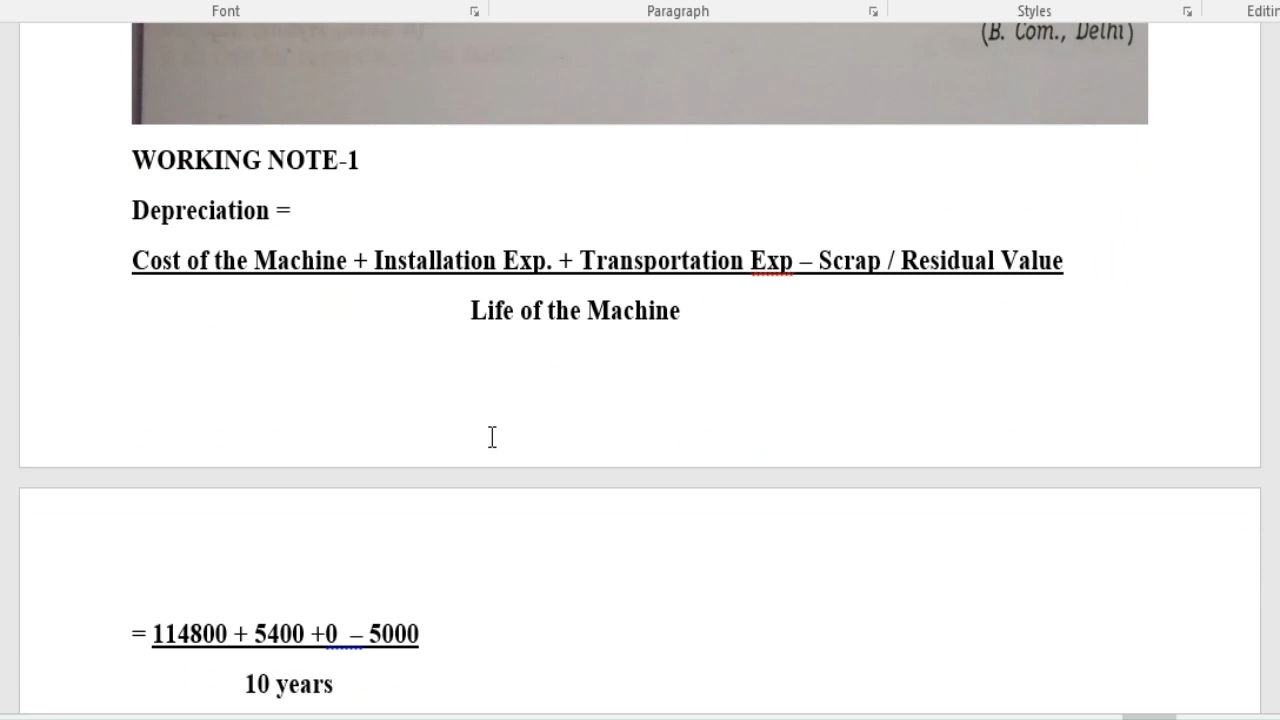 Font Paragraph Styles Editin
(B. Com., Delhi)
WORKING NOTE-1
Depreciation =
Cost of the Machine + Installation Exp. + Transportation Exp – Scrap / Residual Value
Life of the Machine
= 114800 + 5400 +0 – 5000
10 years